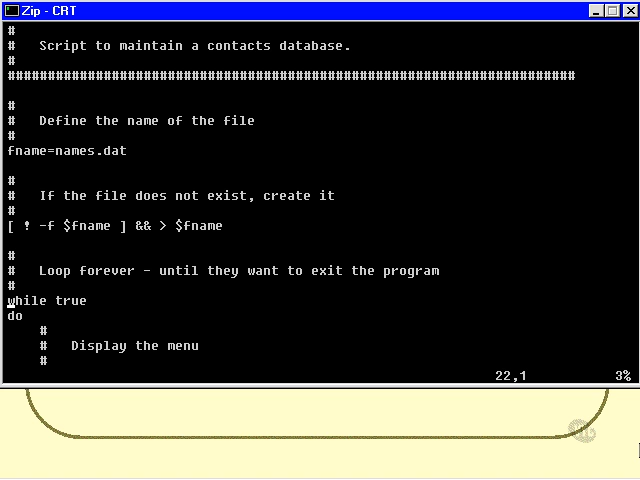 Zip - CRT
#
#   Script to maintain a contacts database.
#
#######################################################################
#
#   Define the name of the file
#
fname=names.dat
#
#   If the file does not exist, create it
#
[ ! -f $fname ] && > $fname
#
#   Loop forever - until they want to exit the program
#
while true
do
    #
    #   Display the menu
    #
22,1          3%